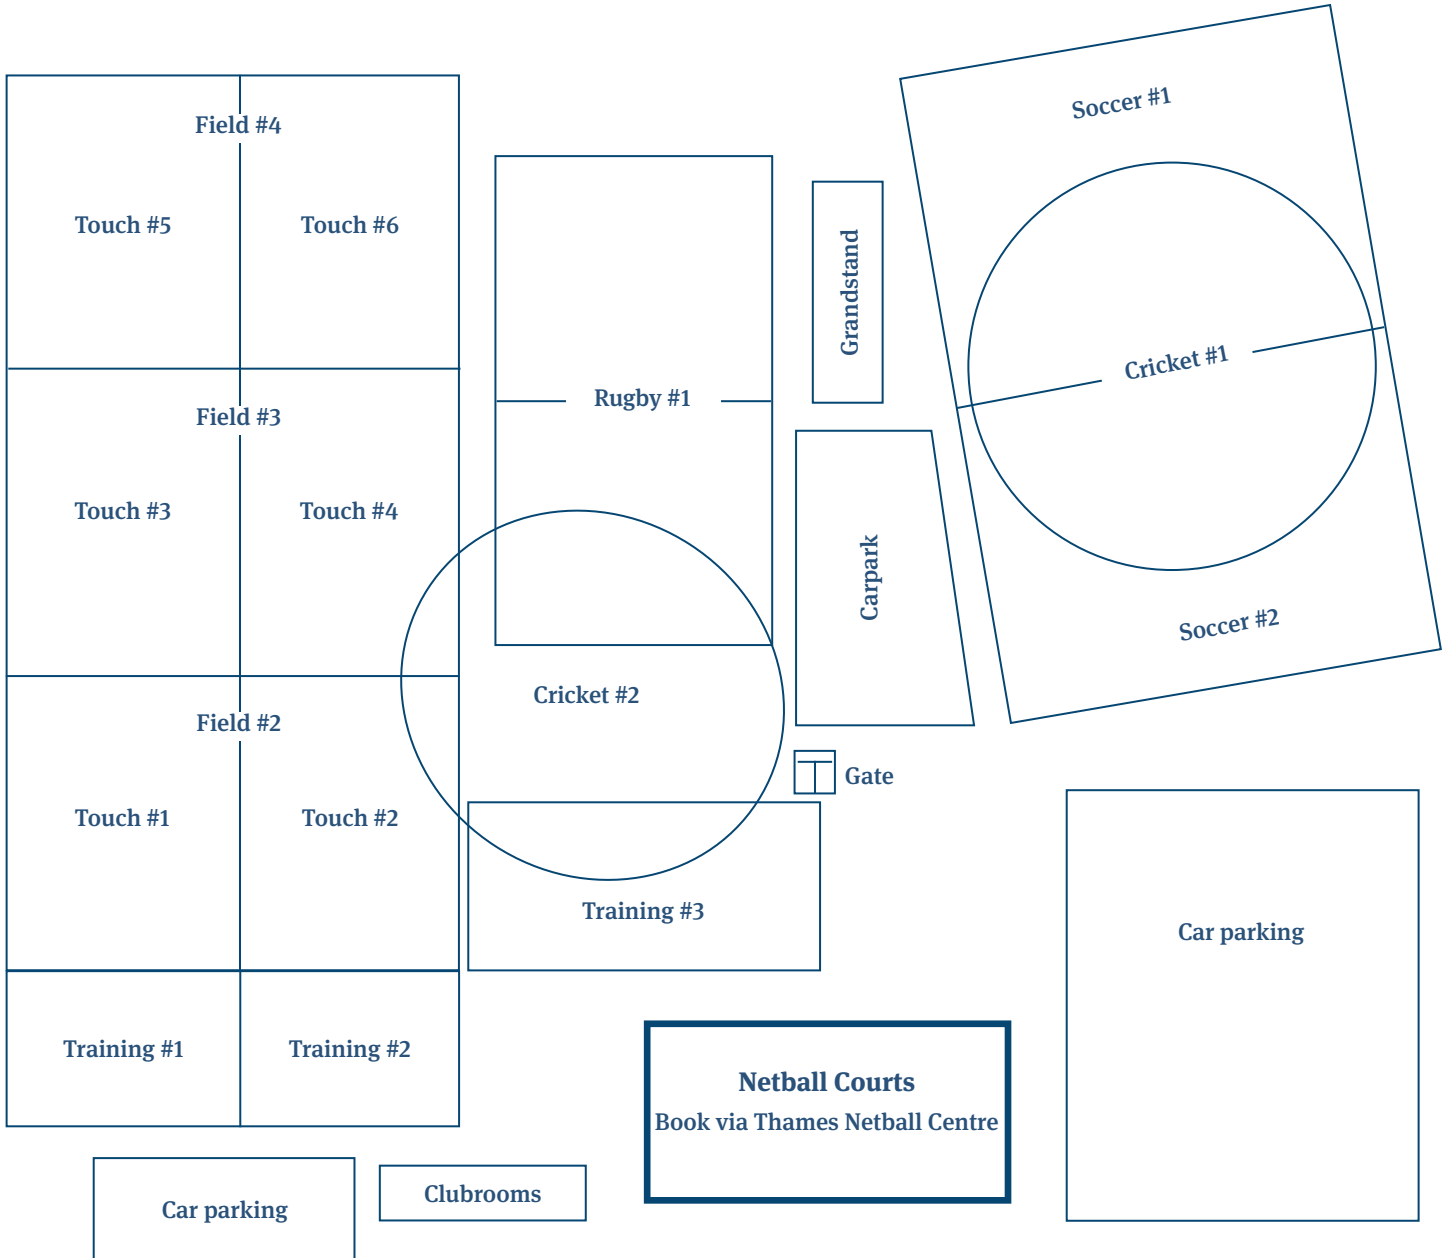 Soccer #1
Field #4
Touch #5
Touch #6
Grandstand
Cricket #1
Rugby #1
Field #3
Touch #3
Touch #4
Carpark
Soccer #2
Cricket #2
Field #2
Gate
Touch #1
Touch #2
Training #3
Car parking
Training #1
Training #2
Netball Courts
Book via Thames Netball Centre
Clubrooms
Car parking